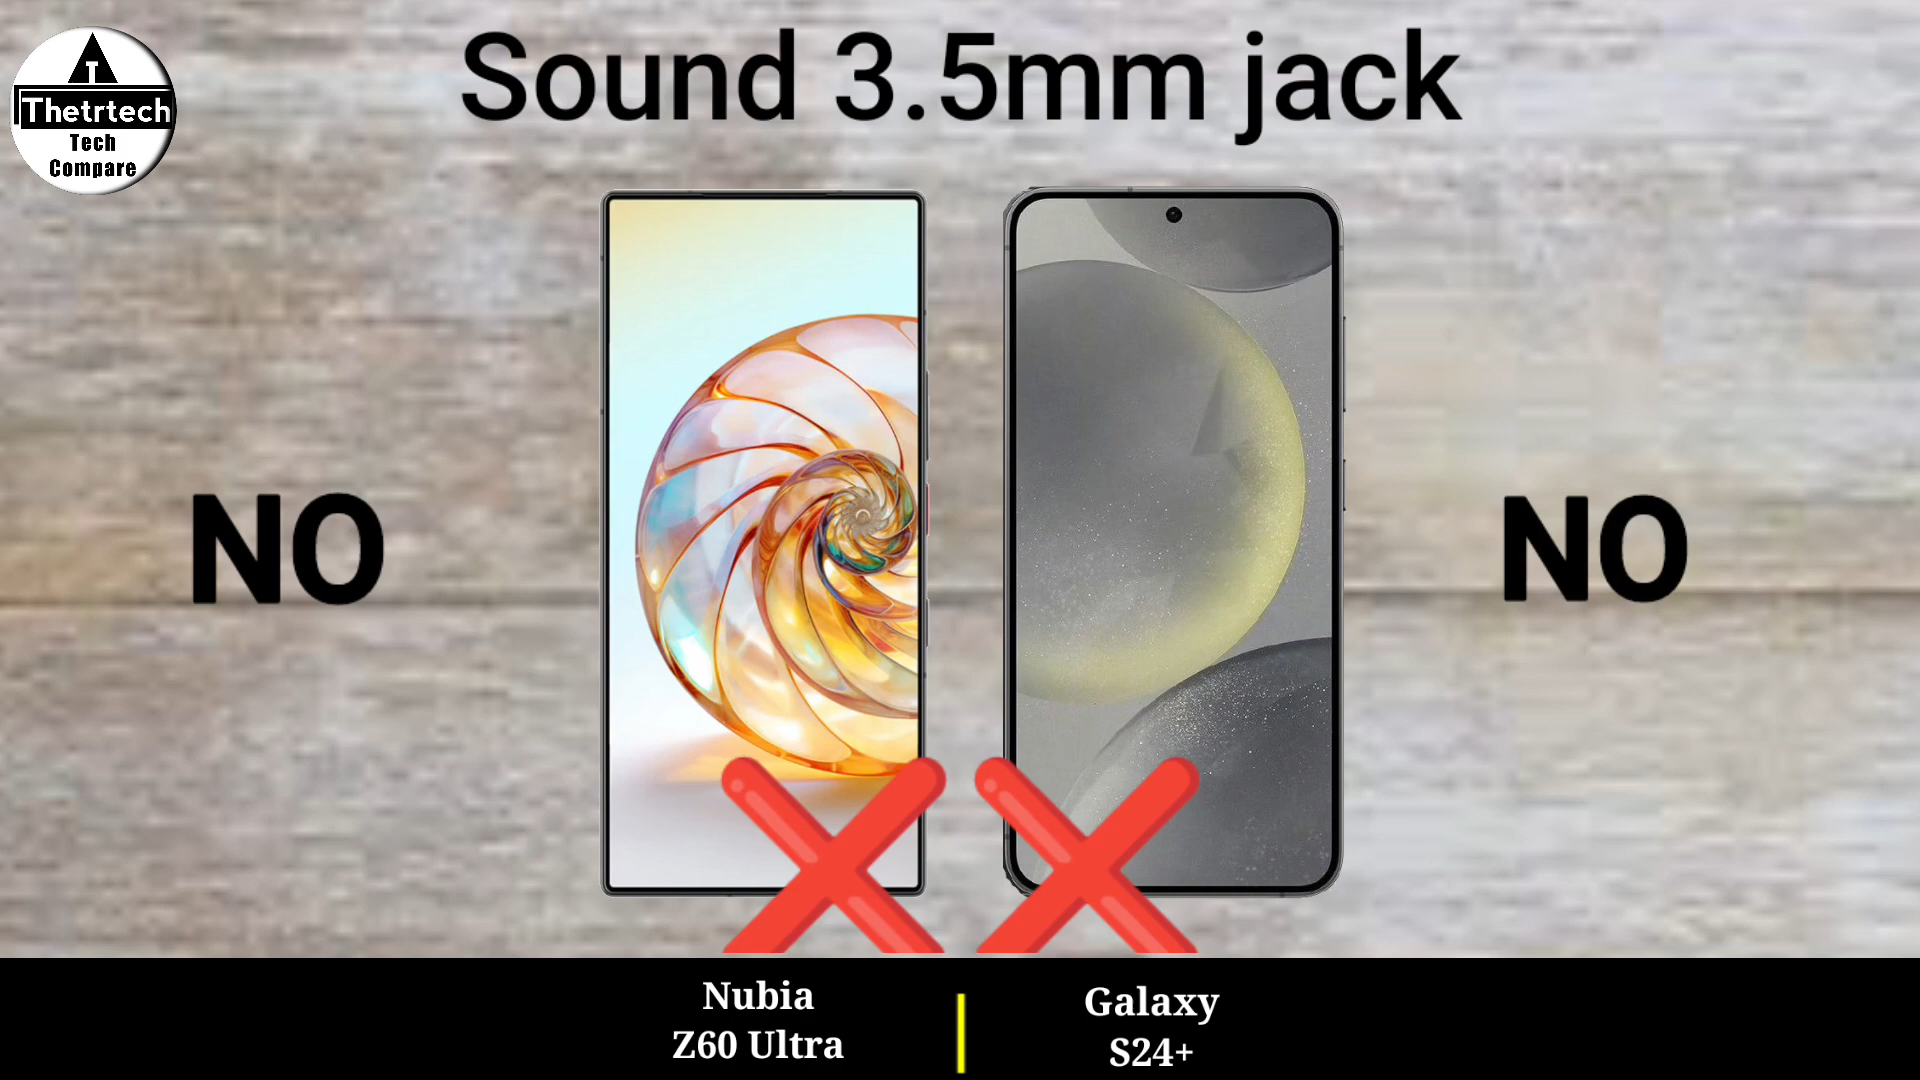 Sound 3.5mm jack
T
Thetrtech
Tech
Compare
NO
NO
Nubia
Z60 Ultra
Galaxy
S24+